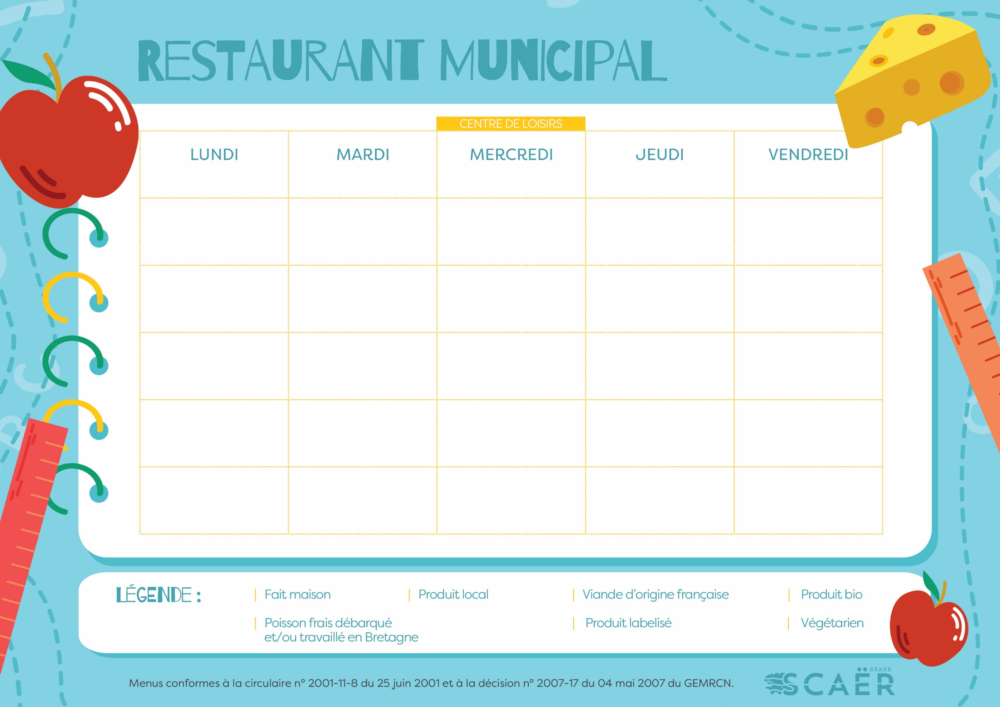 RESTAURANT MUNICIPAL
CENTRE DE LOISIRS
LUNDI MARDI MERCREDI JEUDI VENDREDI
LÉGENDE :
Fait maison
Produit local
Viande d’origine française
Produit bio
Poisson frais débarqué
et/ou travaillé en Bretagne
Produit labelisé
Végétarien
Menus conformes à la circulaire n° 2001-11-8 du 25 juin 2001 et à la décision n° 2007-17 du 04 mai 2007 du GEMRCN.
SKAER
SCAËR